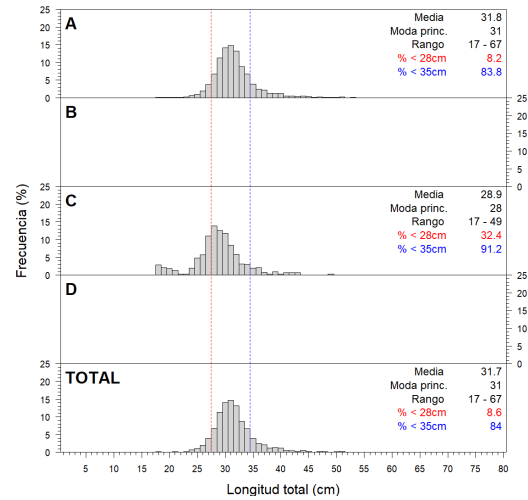 25
20
15
10
5
0
A
Media 31.8
Moda princ. 31
Rango 17 - 67
% < 28cm 8.2
% < 35cm 83.8
B
25
20
15
10
5
0
25
20
15
10
5
0
C
Media 28.9
Moda princ. 28
Rango 17 - 49
% < 28cm 32.4
% < 35cm 91.2
D
25
20
15
10
5
0
25
20
15
10
5
0
TOTAL
Media 31.7
Moda princ. 31
Rango 17 - 67
% < 28cm 8.6
% < 35cm 84
Frecuencia (%)
5 10 15 20 25 30 35 40 45 50 55 60 65 70 75 80
Longitud total (cm)